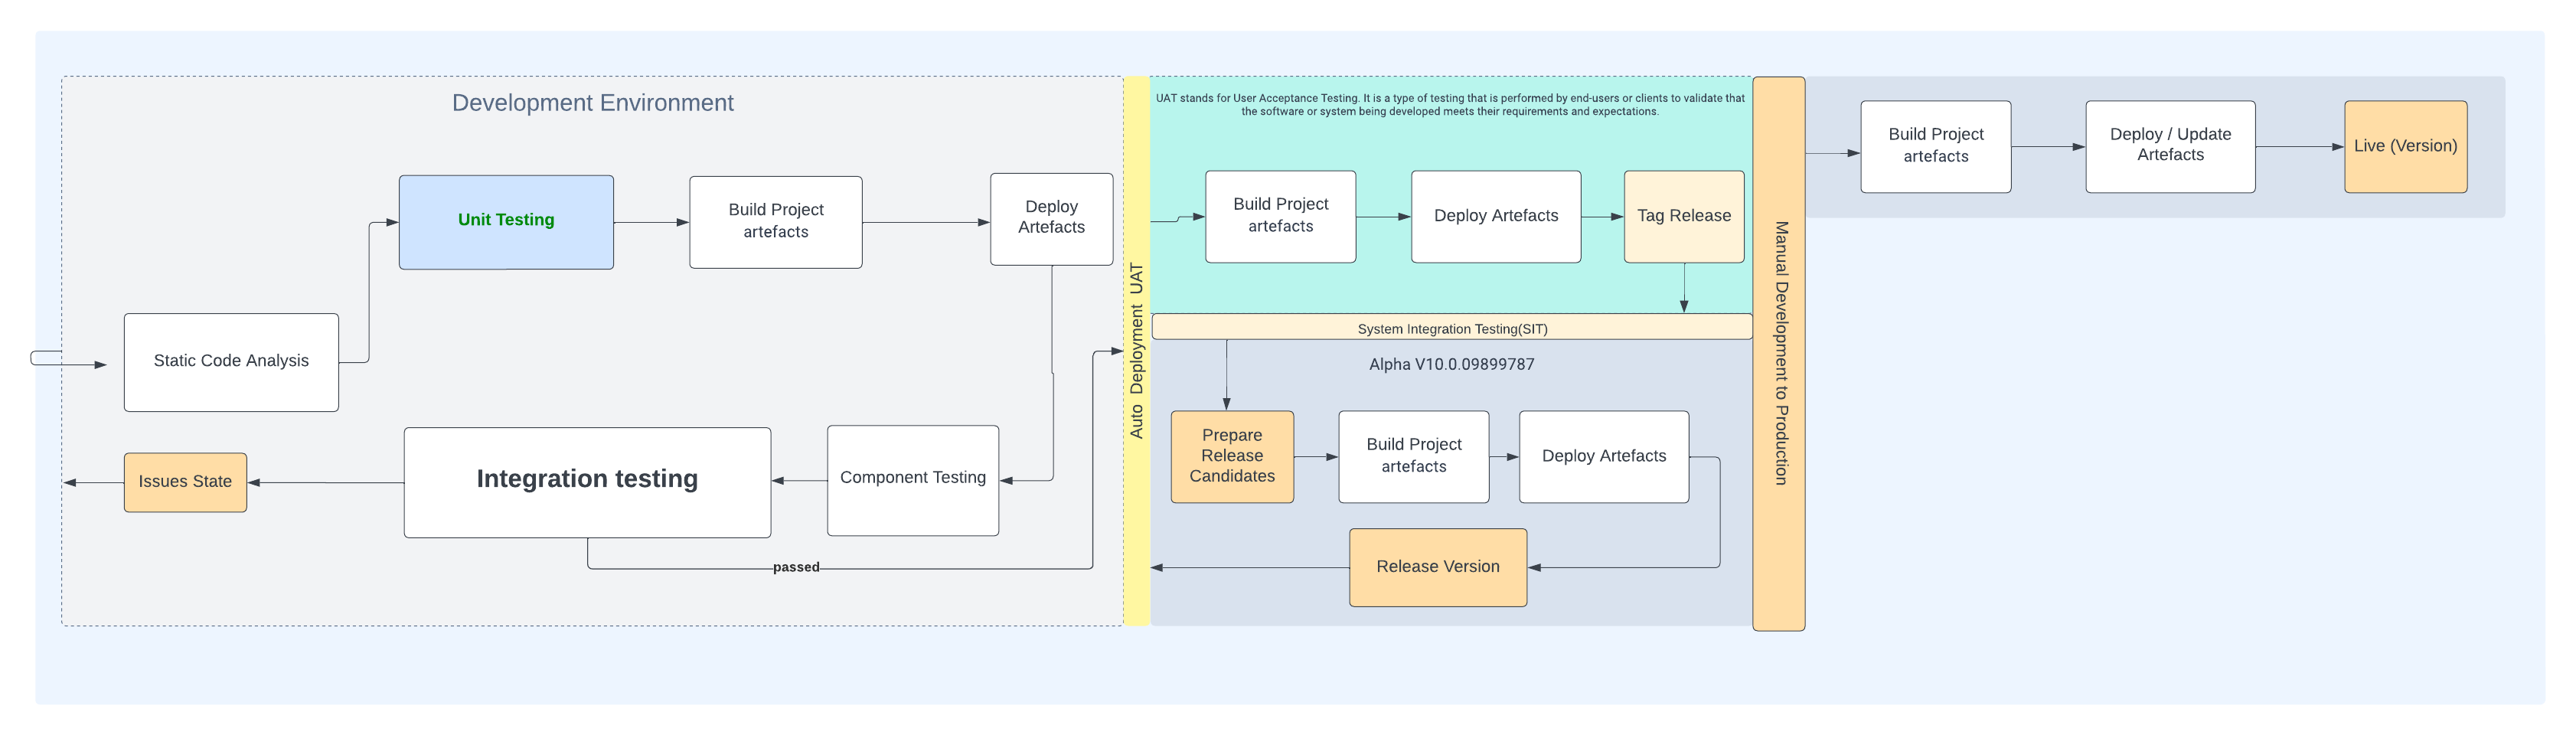 Development Environment
Unit Testing
Build Project
artefacts
Deploy
Artefacts
Static Code Analysis
Issues State
Integration testing
Component Testing
passed
Auto Deployment UAT
UAT stands for User Acceptance Testing. It is a type of testing that is performed by end-users or clients to validate that
the software or system being developed meets their requirements and expectations.
Build Project
artefacts
Deploy Artefacts
Tag Release
System Integration Testing(SIT)
Alpha V10.0.09899787
Prepare
Release
Candidates
Build Project
artefacts
Deploy Artefacts
Release Version
Manual Development to Production
Build Project
artefacts
Deploy / Update
Artefacts
Live (Version)